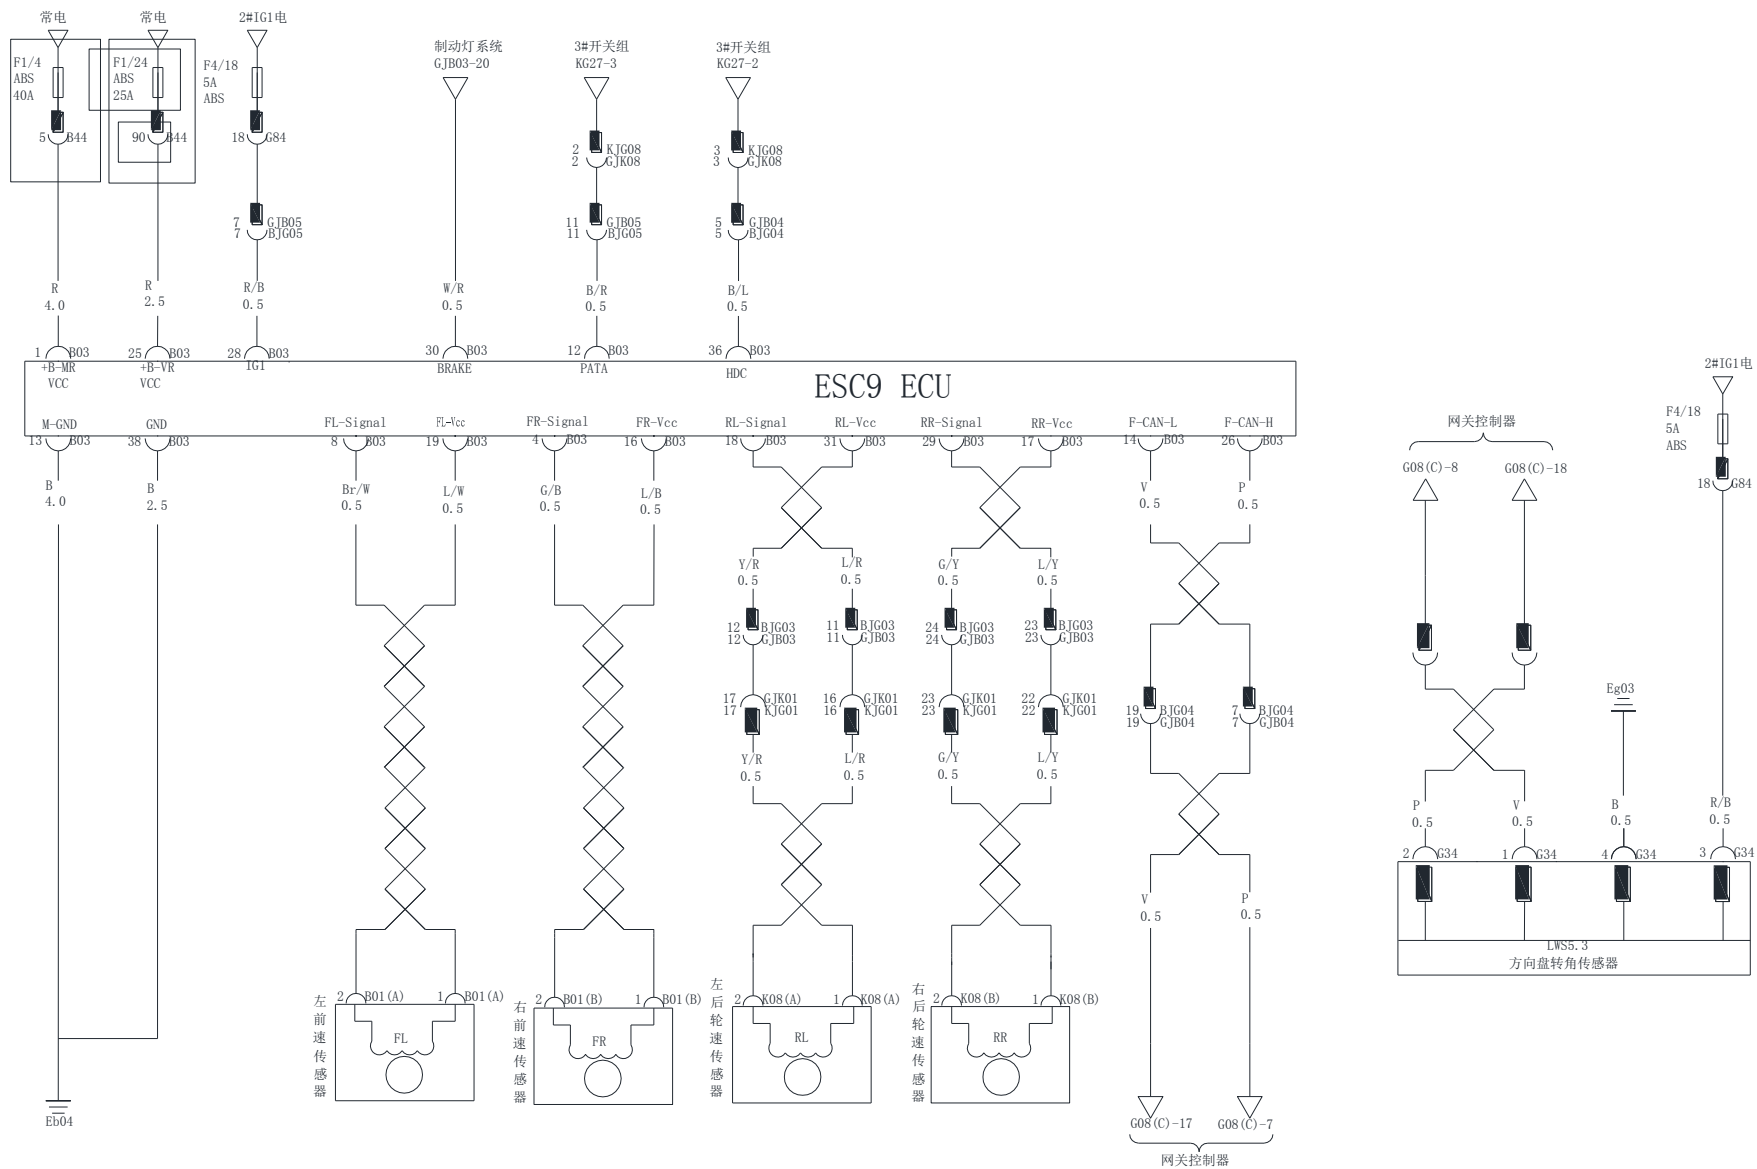 常电
常电
2#IG1电
F1/4
ABS
40A
F1/24
ABS
25A
F4/18
5A
ABS
制动灯系统
GJB03-20
3#开关组
KG27-3
3#开关组
KG27-2
5 B44
90 B44
18 G84
2 KJG08
2 GJK08
3 KJG08
3 GJK08
7 GJB05
7 BJG05
11 GJB05
11 BJG05
5 GJB04
5 BJG04
R
4.0
R
2.5
R/B
0.5
W/R
0.5
B/R
0.5
B/L
0.5
1 B03
25 B03
28 B03
30 B03
12 B03
36 B03
+B-MR
VCC
+B-VR
VCC
IG1
BRAKE
PATA
HDC
ESC9 ECU
M-GND
GND
FL-Signal
FL-Vcc
FR-Signal
FR-Vcc
RL-Signal
RL-Vcc
RR-Signal
RR-Vcc
F-CAN-L
F-CAN-H
13 B03
38 B03
8 B03
19 B03
4 B03
16 B03
18 B03
31 B03
29 B03
17 B03
14 B03
26 B03
B
4.0
B
2.5
Br/W
0.5
L/W
0.5
G/B
0.5
L/B
0.5
V
0.5
P
0.5
Y/R
0.5
L/R
0.5
G/Y
0.5
L/Y
0.5
12 BJG03
12 GJB03
11 BJG03
11 GJB03
24 BJG03
24 GJB03
23 BJG03
23 GJB03
17 GJK01
17 KJG01
16 GJK01
16 KJG01
23 GJK01
23 KJG01
22 GJK01
22 KJG01
19 BJG04
19 GJB04
7 BJG04
7 GJB04
Y/R
0.5
L/R
0.5
G/Y
0.5
L/Y
0.5
V
0.5
P
0.5
2 B01(A)
1 B01(A)
2 B01(B)
1 B01(B)
2 K08(A)
1 K08(A)
2 K08(B)
1 K08(B)
左前速传感器
FL
右前速传感器
FR
左后轮速传感器
RL
右后轮速传感器
RR
Eb04
G08(C)-17
G08(C)-7
网关控制器
2#IG1电
F4/18
5A
ABS
18 G84
网关控制器
G08(C)-8
G08(C)-18
Eg03
P
0.5
V
0.5
B
0.5
R/B
0.5
2 G34
1 G34
4 G34
3 G34
LWS5.3
方向盘转角传感器